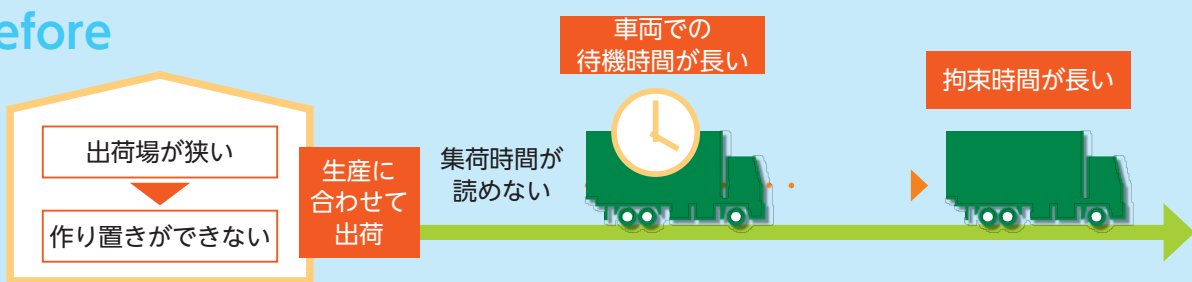 efore
車両での
待機時間が長い
拘束時間が長い
出荷場が狭い
作り置きができない
生産に
合わせて
出荷
集荷時間が
読めない